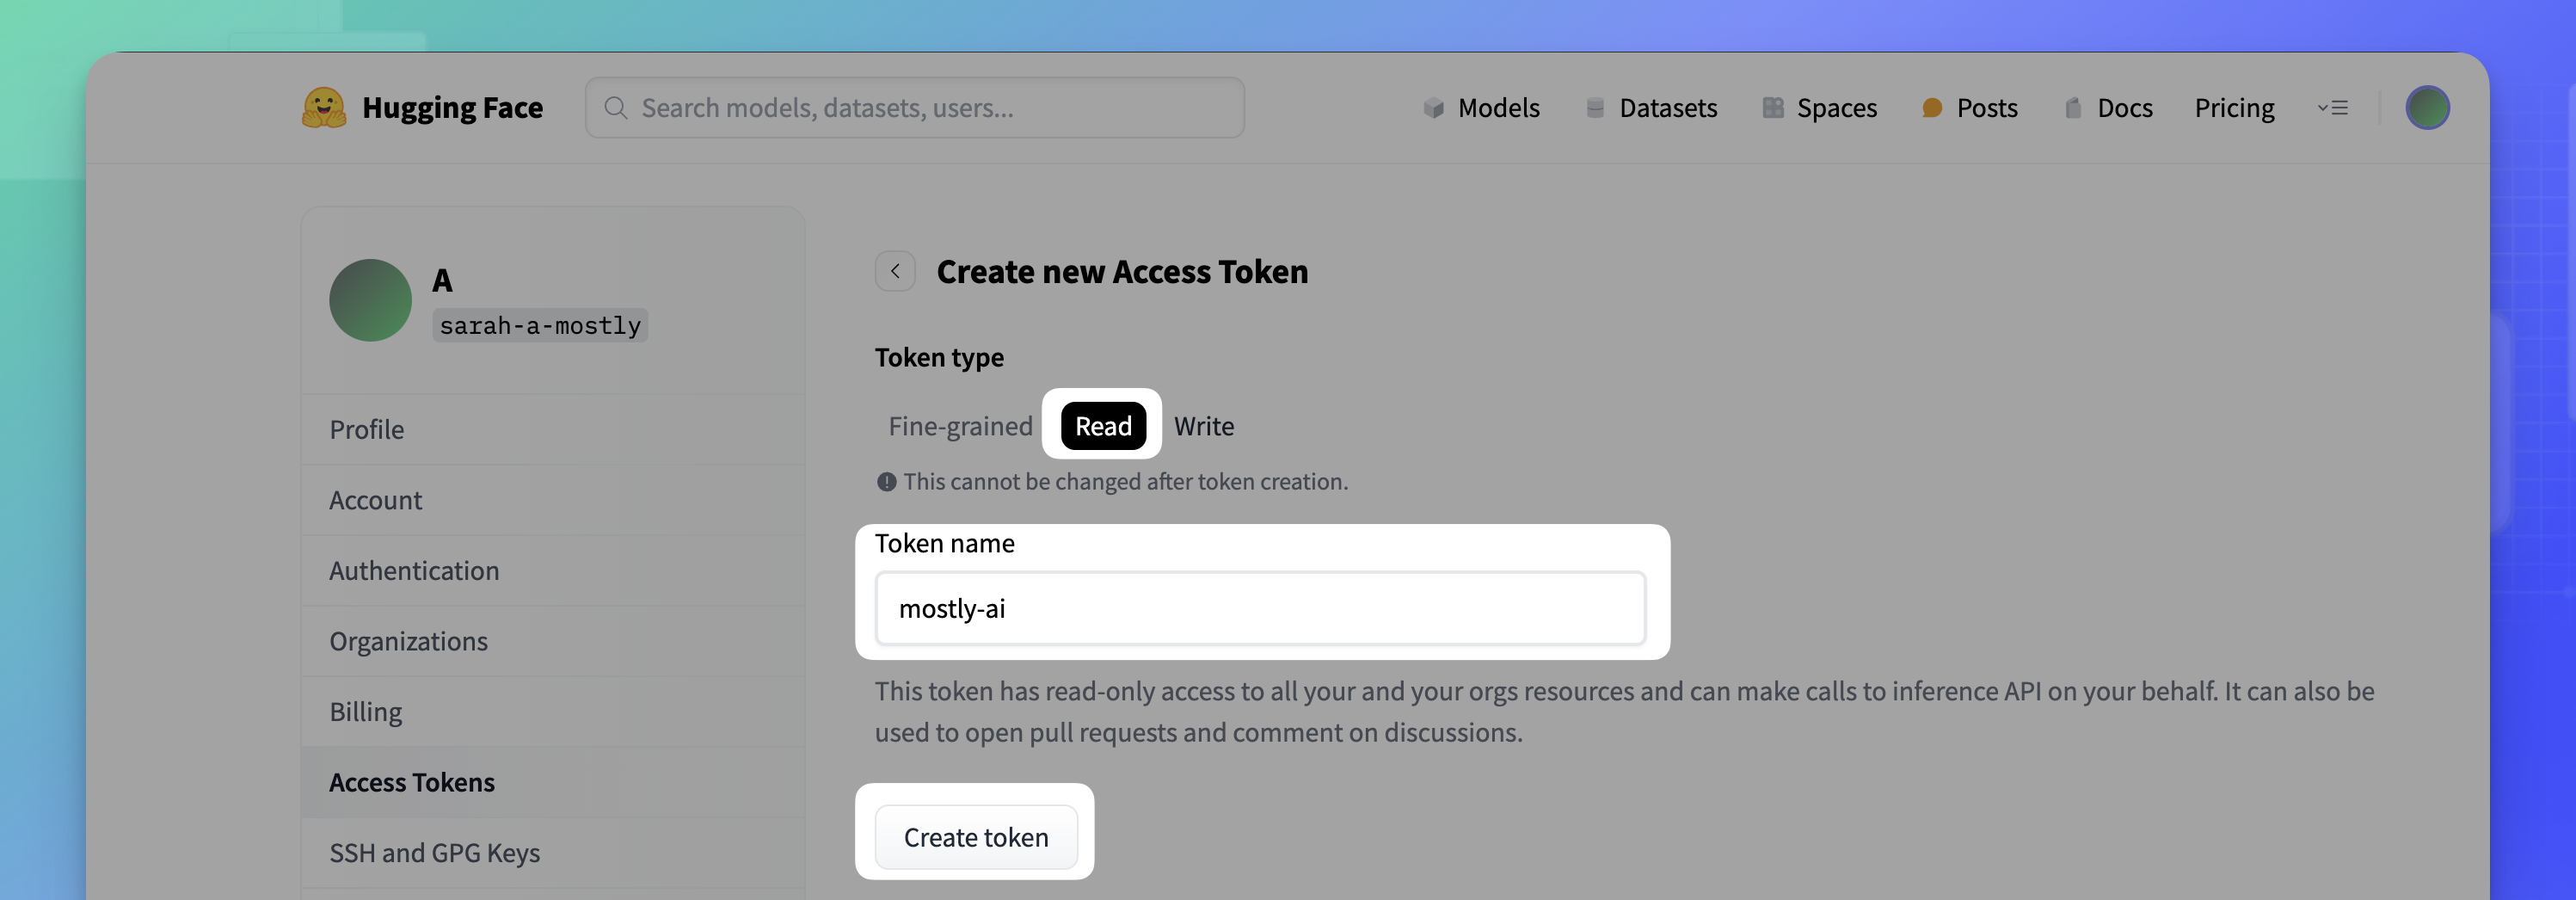 Hugging Face
Search models, datasets, users...
Models
Datasets
Spaces
Posts
Docs
Pricing
A
sarah-a-mostly
Profile
Account
Authentication
Organizations
Billing
Access Tokens
SSH and GPG Keys
Create new Access Token
Token type
Fine-grained Read Write
This cannot be changed after token creation.
Token name
mostly-ai
This token has read-only access to all your and your orgs resources and can make calls to inference API on your behalf. It can also be
used to open pull requests and comment on discussions.
Create token